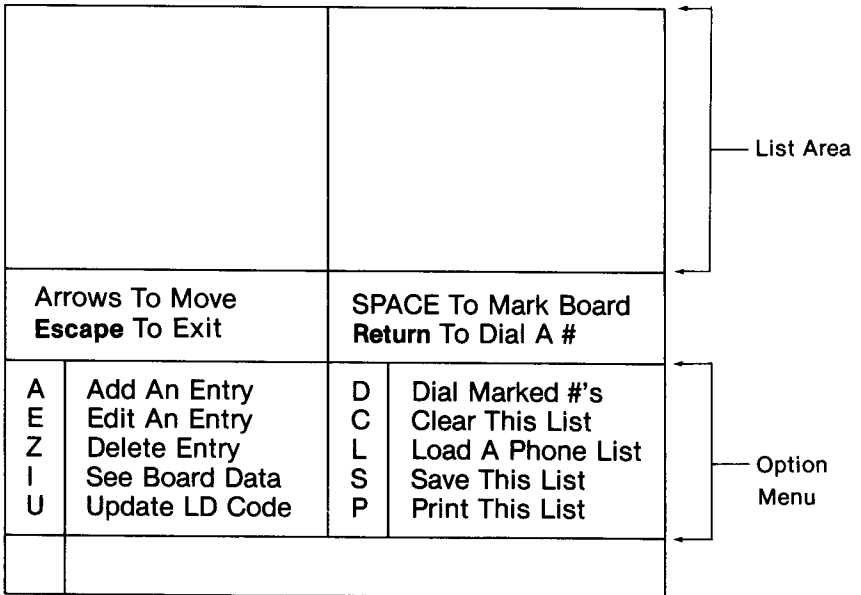 List Area
Arrows To Move
Escape To Exit
SPACE To Mark Board
Return To Dial A #
A Add An Entry
E Edit An Entry
Z Delete Entry
I See Board Data
U Update LD Code
D Dial Marked #'s
C Clear This List
L Load A Phone List
S Save This List
P Print This List
Option
Menu